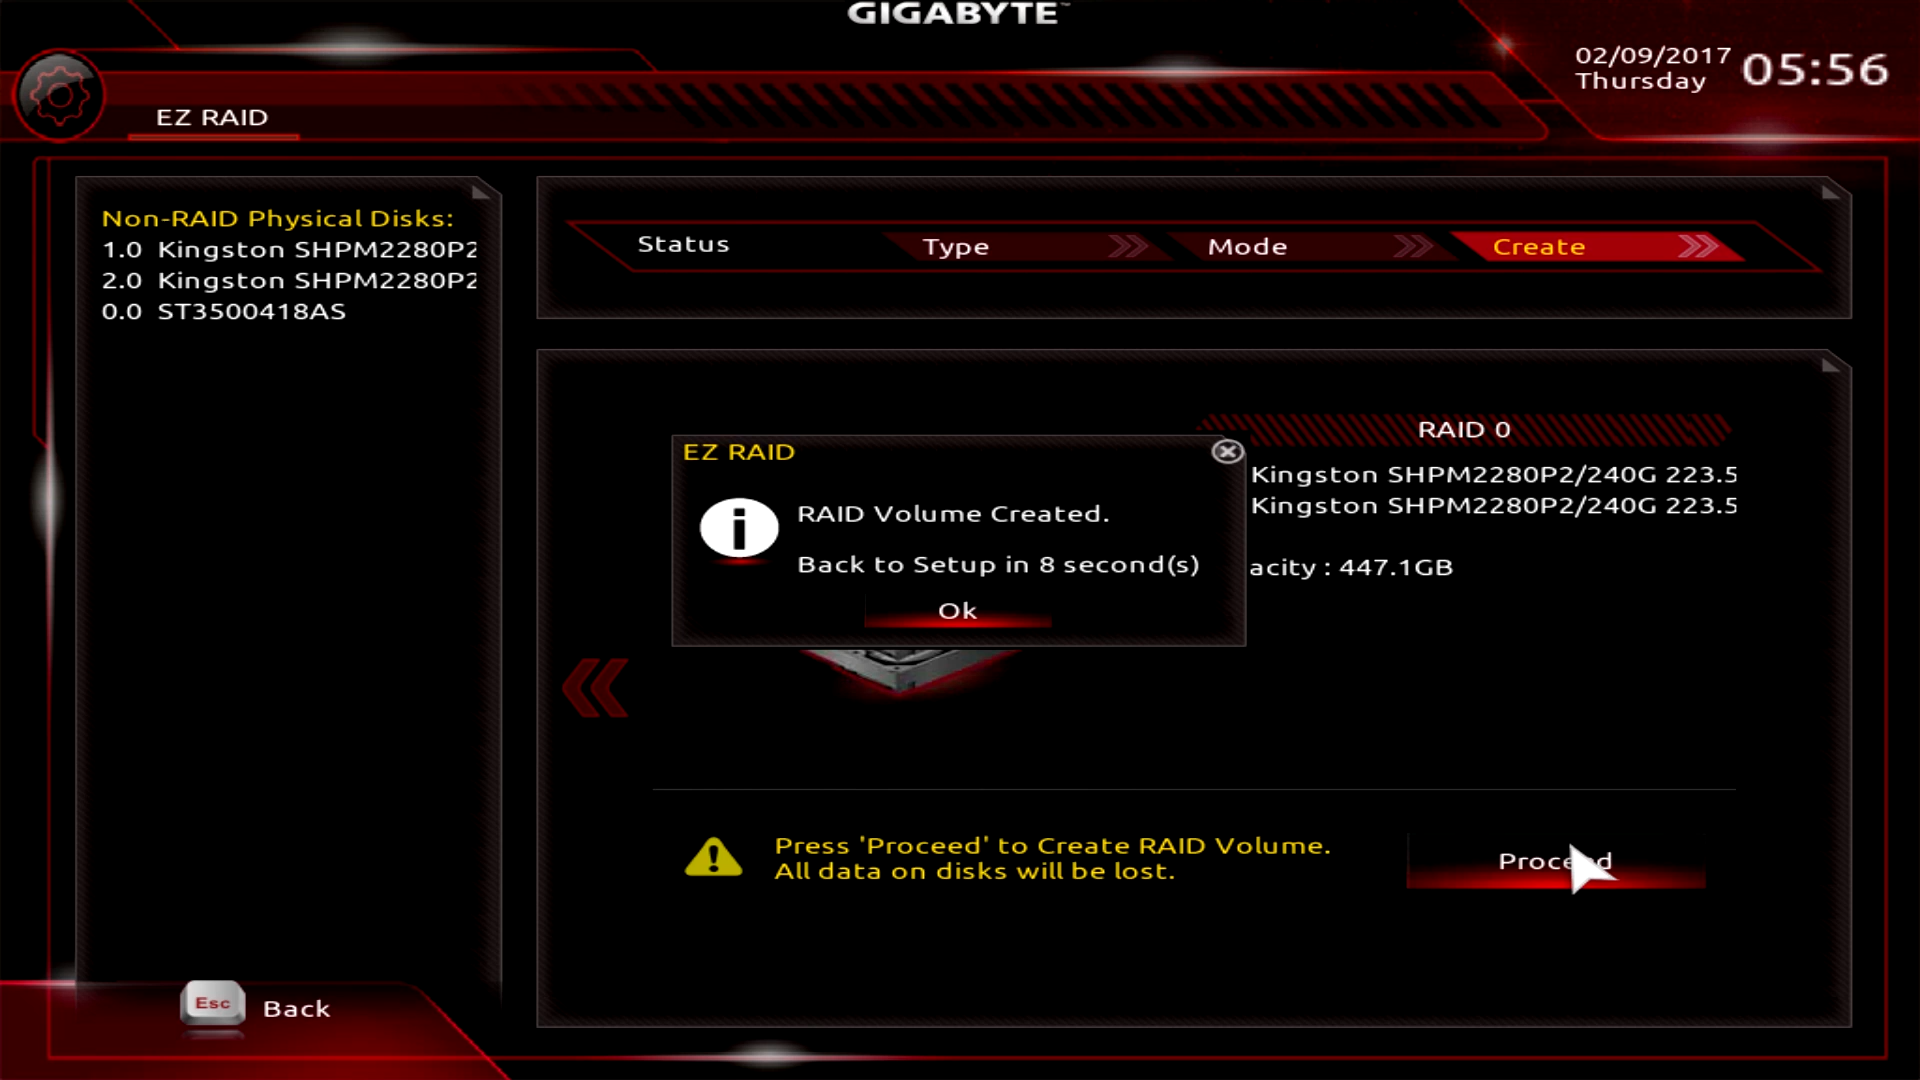 GIGABYTE™
02/09/2017
Thursday
05:56
EZ RAID
Non-RAID Physical Disks:
1.0 Kingston SHPM2280P2
2.0 Kingston SHPM2280P2
0.0 ST3500418AS
Status
Type
Mode
Create
RAID 0
Kingston SHPM2280P2/240G 223.5
Kingston SHPM2280P2/240G 223.5
acity : 447.1GB
EZ RAID
RAID Volume Created.
Back to Setup in 8 second(s)
Ok
Press 'Proceed' to Create RAID Volume.
All data on disks will be lost.
Proceed
Esc Back